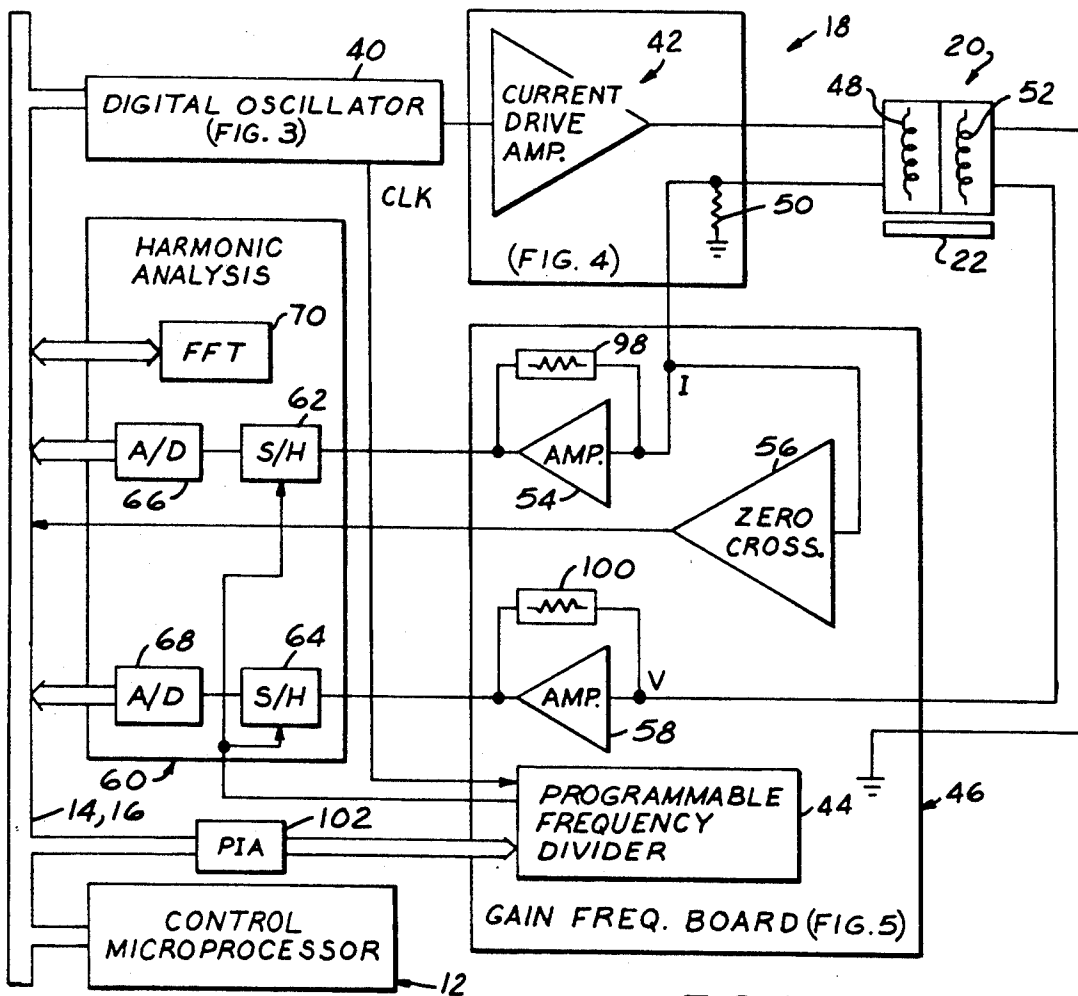 18
20
40
42
DIGITAL OSCILLATOR
(FIG. 3)
CURRENT
DRIVE
AMP.
48
52
CLK
50
(FIG. 4)
22
HARMONIC
ANALYSIS
70
FFT
98
I
62
A/D
S/H
AMP.
66
54
56
ZERO
CROSS.
100
68
64
A/D
S/H
AMP.
V
58
60
14, 16
102
PIA
PROGRAMMABLE
FREQUENCY
DIVIDER
44
46
GAIN FREQ. BOARD (FIG.5)
CONTROL
MICROPROCESSOR
12